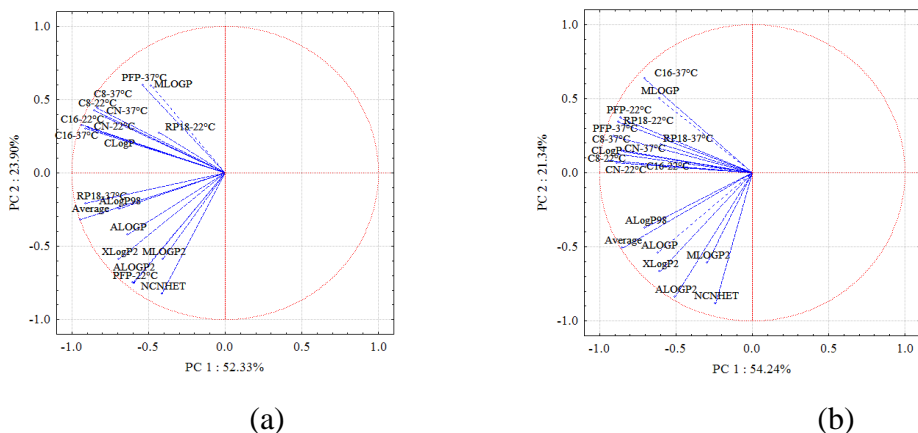 1.0
PFP-37°C
MLOGP
C8-37°C
0.5
C8-22°C
CN-37°C
C16-22°C
CN-22°C
RP18-22°C
C16-37°C
CLogP
0.0
RP18-37°C
ALogP98
Average
ALOGP
-0.5
XLogP2
MLOGP2
ALOGP2
PFP-22°C
NCNHET
-1.0
-1.0 -0.5 0.0 0.5 1.0
PC 1 : 52.33%
PC 2 : 23.90%
(a)
1.0
C16-37°C
MLOGP
0.5
PFP-22°C
RP18-22°C
PFP-37°C
C8-37°C
RP18-37°C
CLogP
CN-37°C
C8-22°C
C16-22°C
CN-22°C
0.0
ALogP98
Average
ALOGP
-0.5
MLOGP2
XLogP2
ALOGP2
NCNHET
-1.0
-1.0 -0.5 0.0 0.5 1.0
PC 1 : 54.24%
PC 2 : 21.34%
(b)